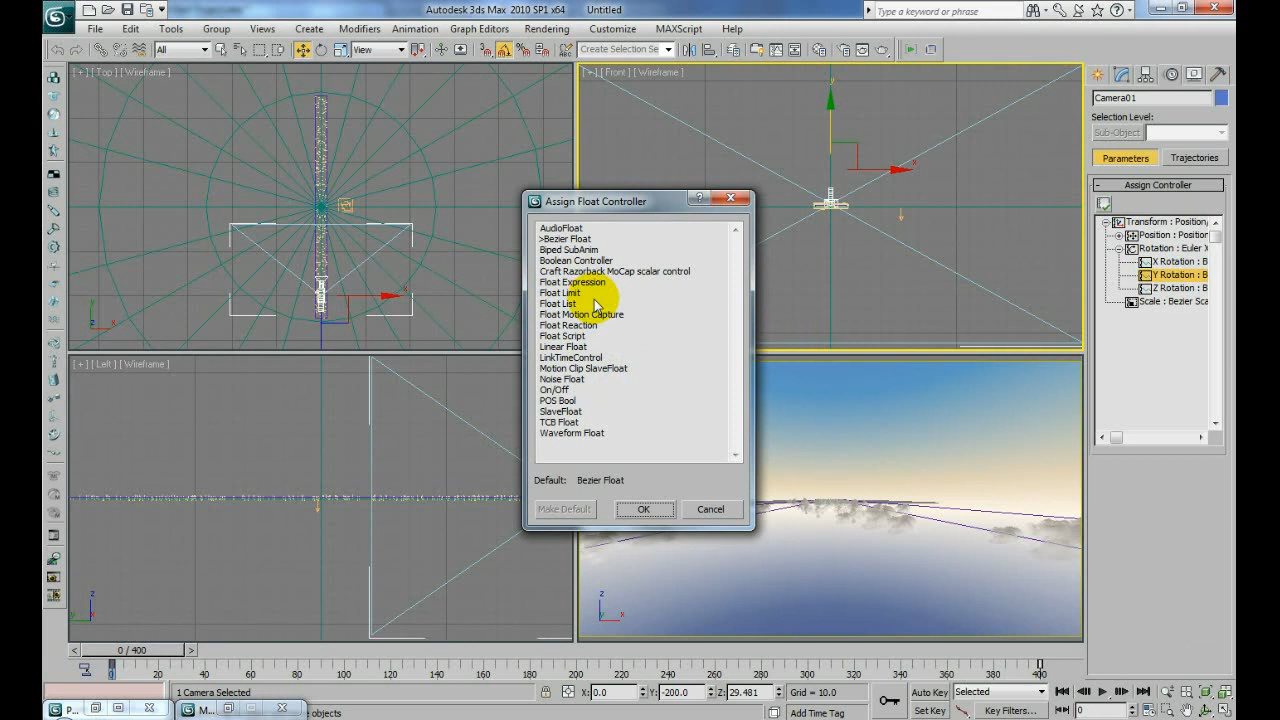 Autodesk 3ds Max 2010 SP1 x64 Untitled
Type a keyword or phrase
File Edit Tools Group Views Create Modifiers Animation Graph Editors Rendering Customize MAXScript Help
All View Create Selection Se
[ + ] [ Top ] [ Wireframe ]
[ + ] [ Front ] [ Wireframe ]
Camera01
Selection Level:
Sub-Object
Parameters Trajectories
Assign Controller
Transform : Position/
Position : Position
Rotation : Euler X
X Rotation : B
Y Rotation : B
Z Rotation : B
Scale : Bezier Sca
Assign Float Controller
AudioFloat
>Bezier Float
Biped SubAnim
Boolean Controller
Craft Razorback MoCap scalar control
Float Expression
Float Limit
Float List
Float Motion Capture
Float Reaction
Float Script
Linear Float
LinkTimeControl
Motion Clip SlaveFloat
Noise Float
On/Off
POS Bool
SlaveFloat
TCB Float
Waveform Float
Default: Bezier Float
Make Default OK Cancel
[ + ] [ Left ] [ Wireframe ]
0 / 400
0 20 40 60 80 100 120 140 160 180 200 220 240 260 280 300 320 340 360 380 400
1 Camera Selected X: 0.0 Y: -200.0 Z: 29.481 Grid = 10.0 Auto Key Selected
P... M... e objects Add Time Tag Set Key Key Filters... 0